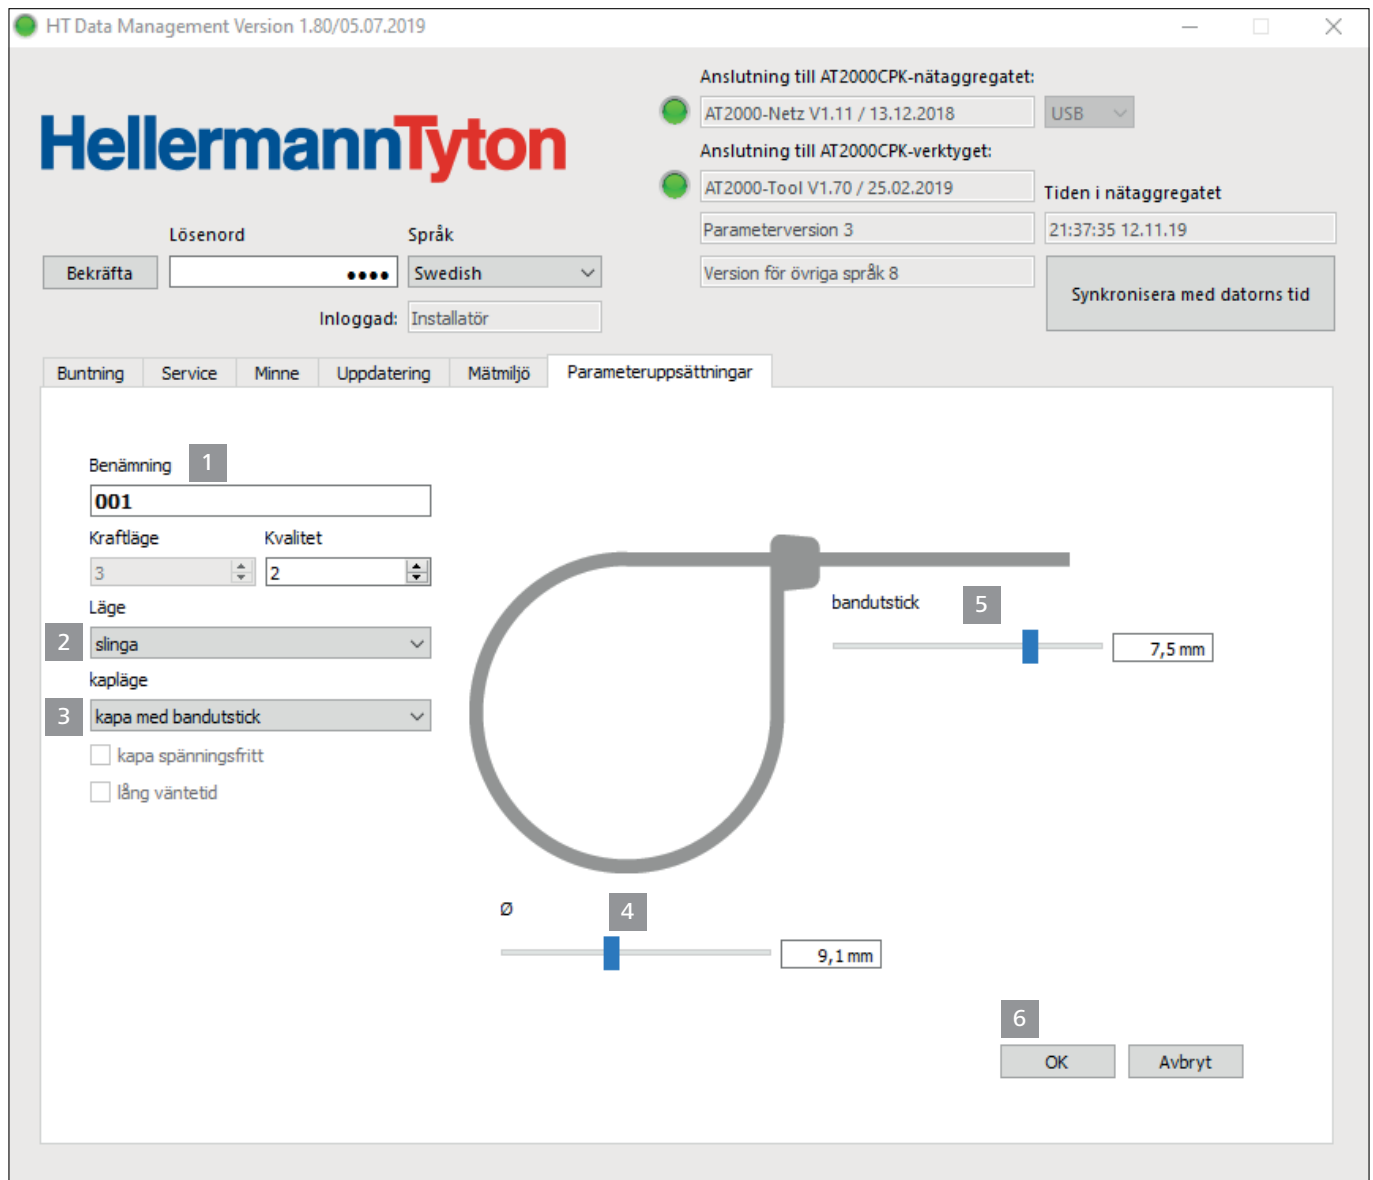 HT Data Management Version 1.80/05.07.2019
Anslutning till AT2000CPK-nätaggregatet:
AT2000-Netz V1.11 / 13.12.2018
USB
HellermannTyton
Anslutning till AT2000CPK-verktyget:
AT2000-Tool V1.70 / 25.02.2019
Tiden i nätaggregatet
Parameterversion 3
21:37:35 12.11.19
Lösenord
Språk
Bekräfta
●●●●
Swedish
Version för övriga språk 8
Synkronisera med datorns tid
Inloggad:
Installatör
Buntning
Service
Minne
Uppdatering
Mätmiljö
Parameteruppsättningar
Benämning
1
001
Kraftläge
Kvalitet
3
2
Läge
2
slinga
kapläge
3
kapa med bandutstick
kapa spänningsfritt
lång väntetid
bandutstick
5
7,5 mm
Ø
4
9,1 mm
6
OK
Avbryt